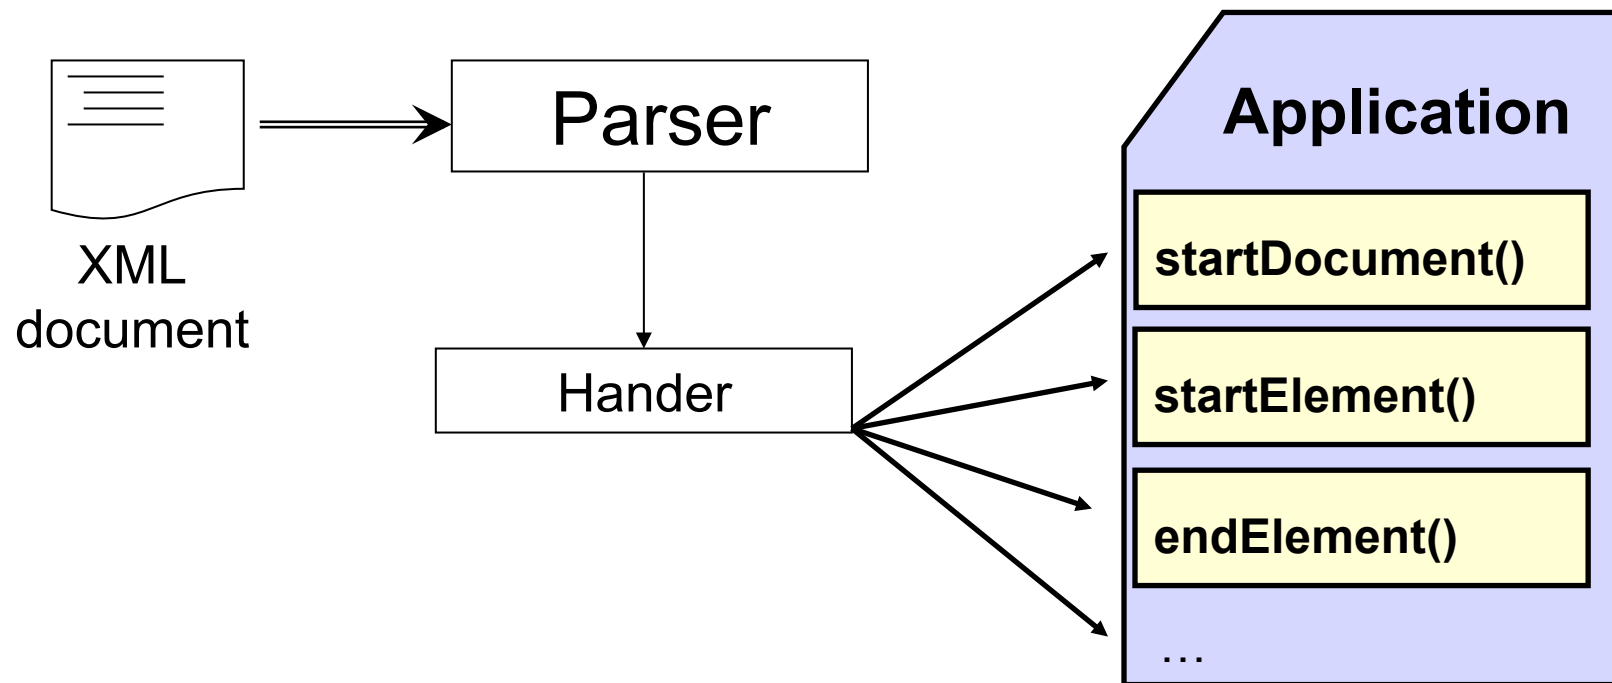 XML
document
Parser
Hander
Application
startDocument()
startElement()
endElement()
…